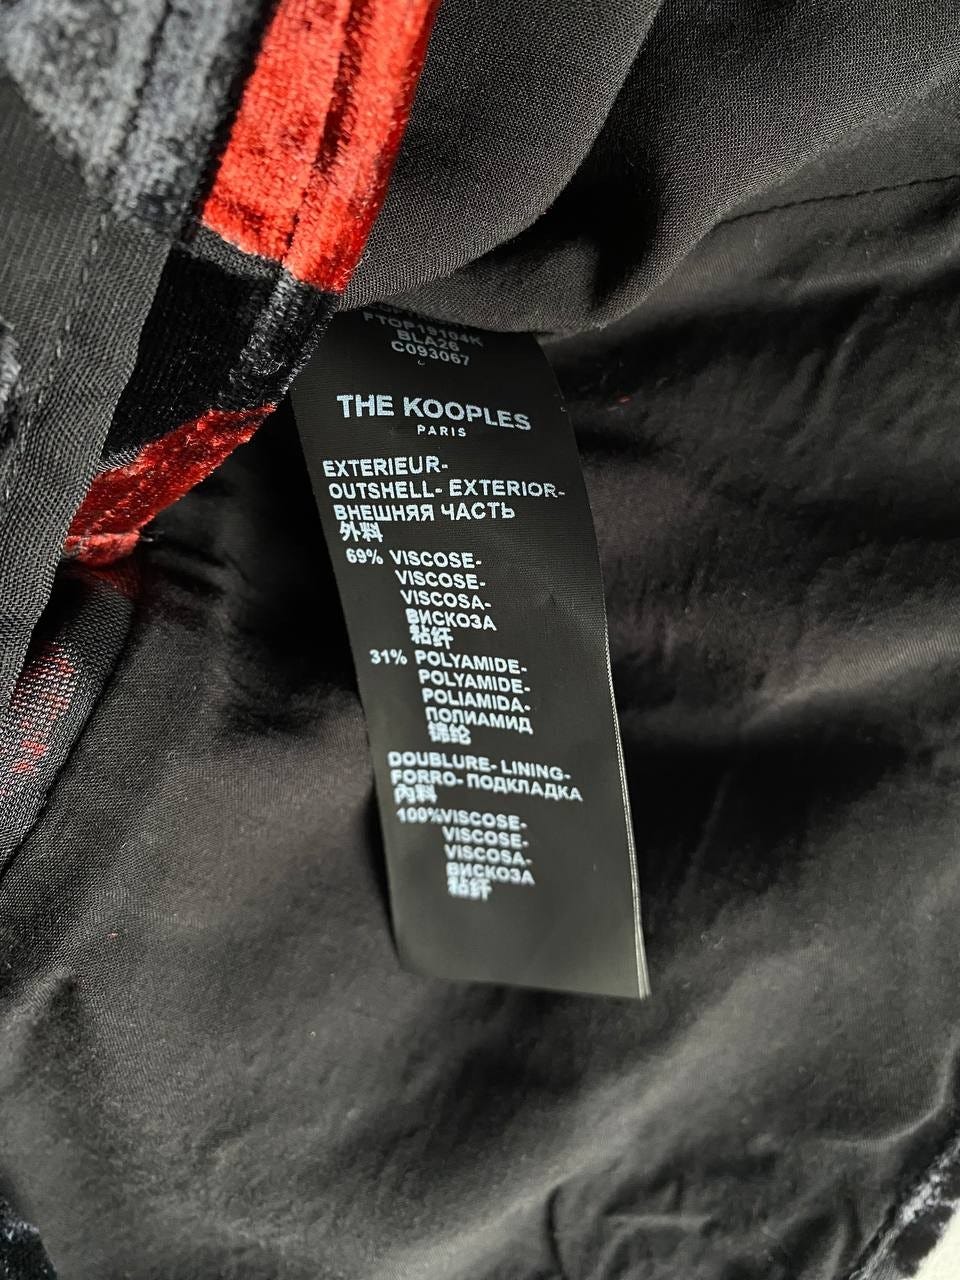 FTOP19104K
BLA26
C093067
THE KOOPLES
PARIS
EXTERIEUR-
OUTSHELL- EXTERIOR-
ВНЕШНЯЯ ЧАСТЬ
外料
69% VISCOSE-
VISCOSE-
VISCOSA-
ВИСКОЗА
粘纤
31% POLYAMIDE-
POLYAMIDE-
POLIAMIDA-
ПОЛИАМИД
锦纶
DOUBLURE- LINING-
FORRO- ПОДКЛАДКА
内料
100%VISCOSE-
VISCOSE-
VISCOSA-
ВИСКОЗА
粘纤